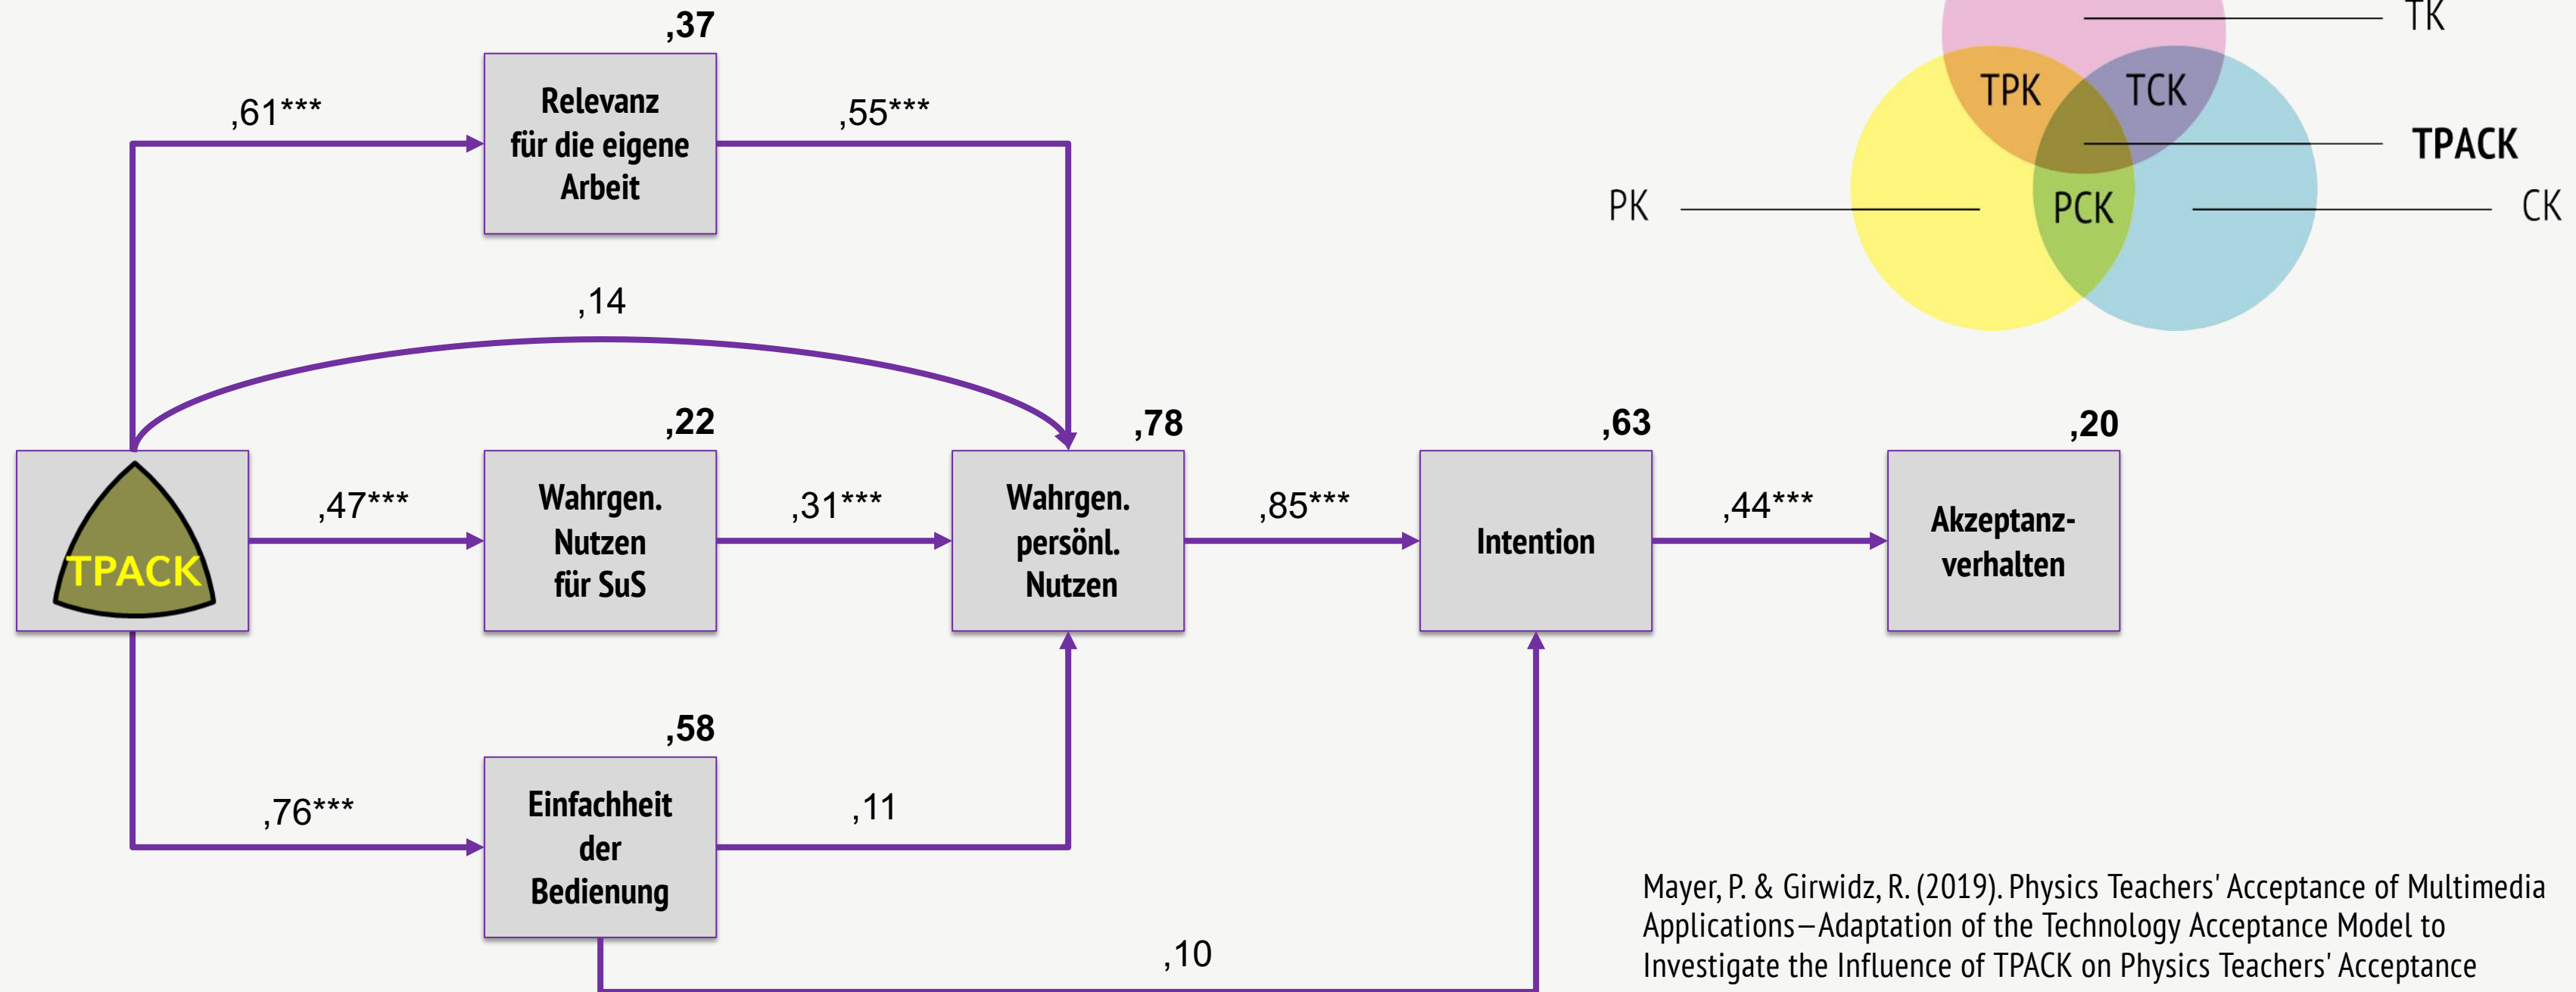 ,37
Relevanz
für die eigene
Arbeit
,61***
,55***
,14
TPACK
,47***
,22
Wahrgen.
Nutzen
für SuS
,31***
,78
Wahrgen.
persönl.
Nutzen
,85***
,63
Intention
,44***
,20
Akzeptanz-
verhalten
,76***
,58
Einfachheit
der
Bedienung
,11
,10
TK
TPK
TCK
TPACK
PK
PCK
CK
Mayer, P. & Girwidz, R. (2019). Physics Teachers' Acceptance of Multimedia
Applications—Adaptation of the Technology Acceptance Model to
Investigate the Influence of TPACK on Physics Teachers' Acceptance